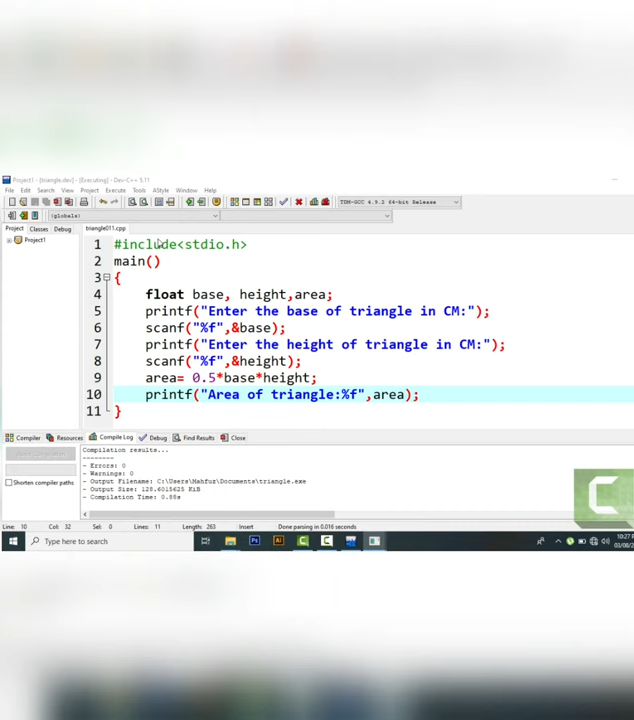 Project1 - [triangle.dev] - [Executing] - Dev-C++ 5.11
File Edit Search View Project Execute Tools AStyle Window Help
TDM-GCC 4.9.2 64-bit Release
(globals)
Project Classes Debug triangle011.cpp
Project1
1 #include<stdio.h>
2 main()
3 {
4 float base, height,area;
5 printf("Enter the base of triangle in CM:");
6 scanf("%f",&base);
7 printf("Enter the height of triangle in CM:");
8 scanf("%f",&height);
9 area= 0.5*base*height;
10 printf("Area of triangle:%f",area);
11 }
Compiler Resources Compile Log Debug Find Results Close
Compilation results...
--------
- Errors: 0
- Warnings: 0
- Output Filename: C:\Users\Mahfuz\Documents\triangle.exe
- Output Size: 128.6015625 KiB
- Compilation Time: 0.88s
Shorten compiler paths
Line: 10 Col: 32 Sel: 0 Lines: 11 Length: 263 Insert Done parsing in 0.016 seconds
Type here to search
Ps Ai
10:27